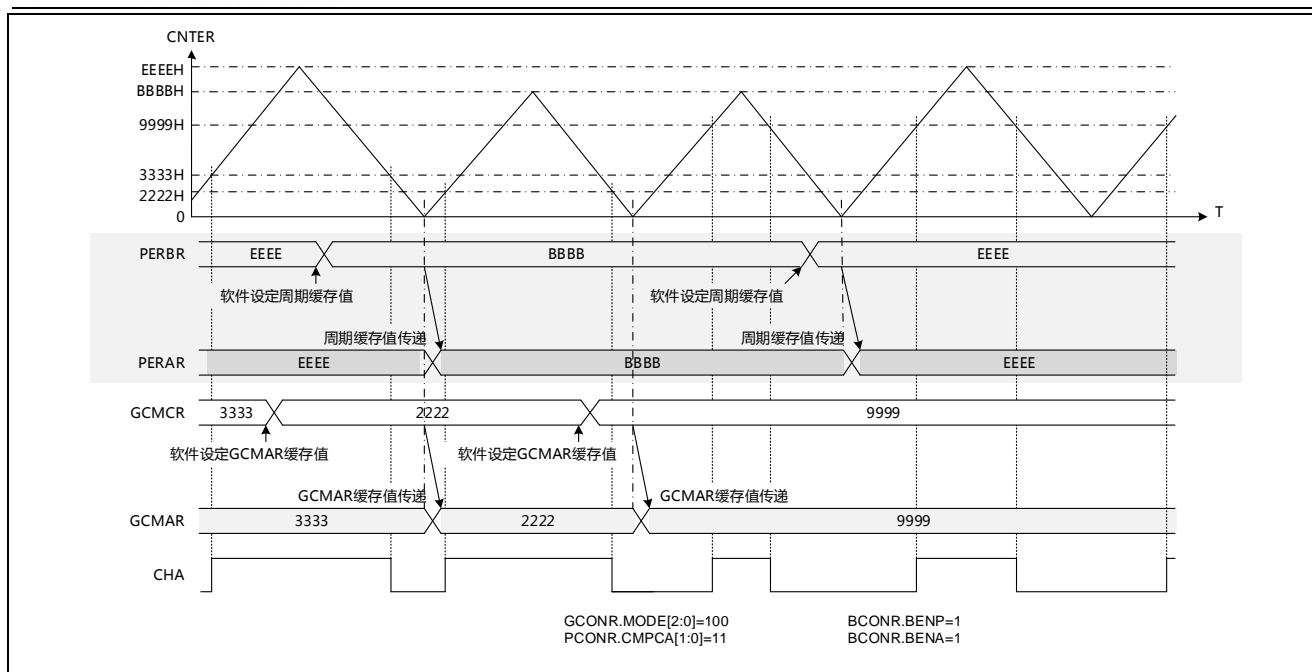 CNTER
EEEEH
BBBBH
9999H
3333H
2222H
0
T
PERBR
EEEE
BBBB
EEEE
软件设定周期缓存值
软件设定周期缓存值
周期缓存值传递
周期缓存值传递
PERAR
EEEE
BBBB
EEEE
GCMCR
3333
2222
9999
软件设定GCMAR缓存值
软件设定GCMAR缓存值
GCMAR缓存值传递
GCMAR缓存值传递
GCMAR
3333
2222
9999
CHA
GCONR.MODE[2:0]=100
BCONR.BENP=1
PCONR.CMPCA[1:0]=11
BCONR.BENA=1